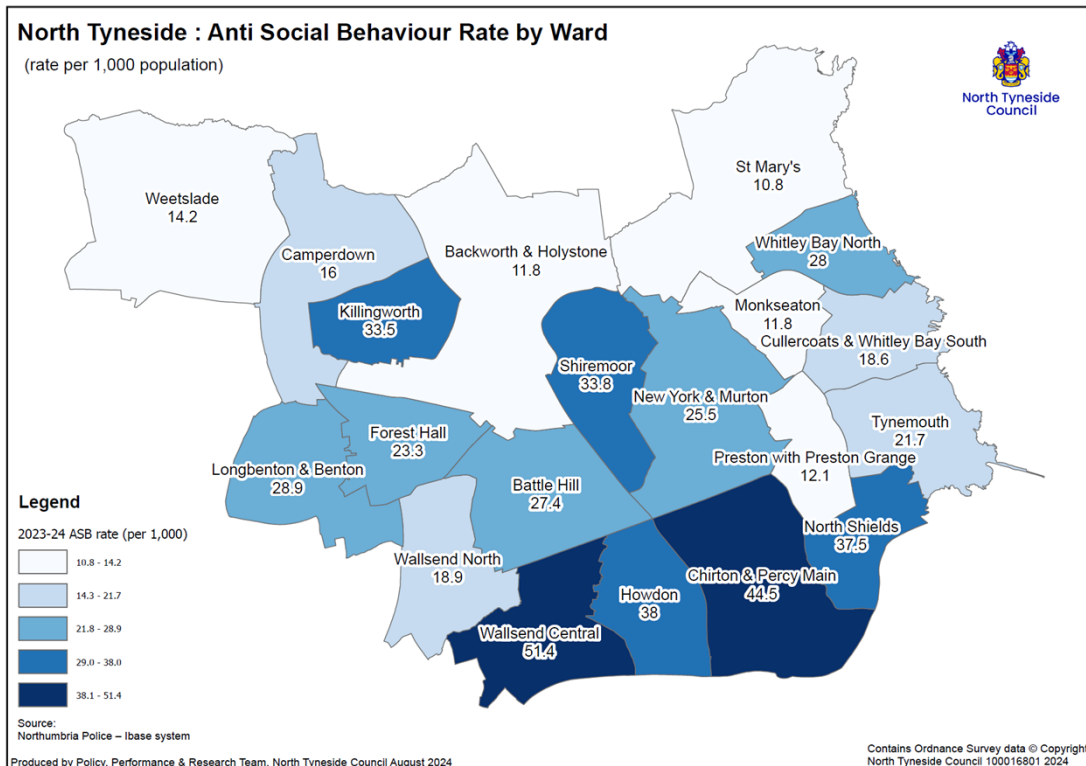 North Tyneside : Anti Social Behaviour Rate by Ward
(rate per 1,000 population)
North Tyneside
Council
St Mary's
10.8
Weetslade
14.2
Whitley Bay North
28
Camperdown
16
Backworth & Holystone
11.8
Killingworth
33.5
Monkseaton
11.8
Cullercoats & Whitley Bay South
18.6
Shiremoor
33.8
New York & Murton
25.5
Tynemouth
21.7
Forest Hall
23.3
Preston with Preston Grange
12.1
Longbenton & Benton
28.9
Battle Hill
27.4
North Shields
37.5
Wallsend North
18.9
Chirton & Percy Main
44.5
Howdon
38
Wallsend Central
51.4
Legend
2023-24 ASB rate (per 1,000)
10.8 - 14.2
14.3 - 21.7
21.8 - 28.9
29.0 - 38.0
38.1 - 51.4
Source:
Northumbria Police – Ibase system
Produced by Policy, Performance & Research Team, North Tyneside Council August 2024
Contains Ordnance Survey data © Copyright
North Tyneside Council 100016801 2024